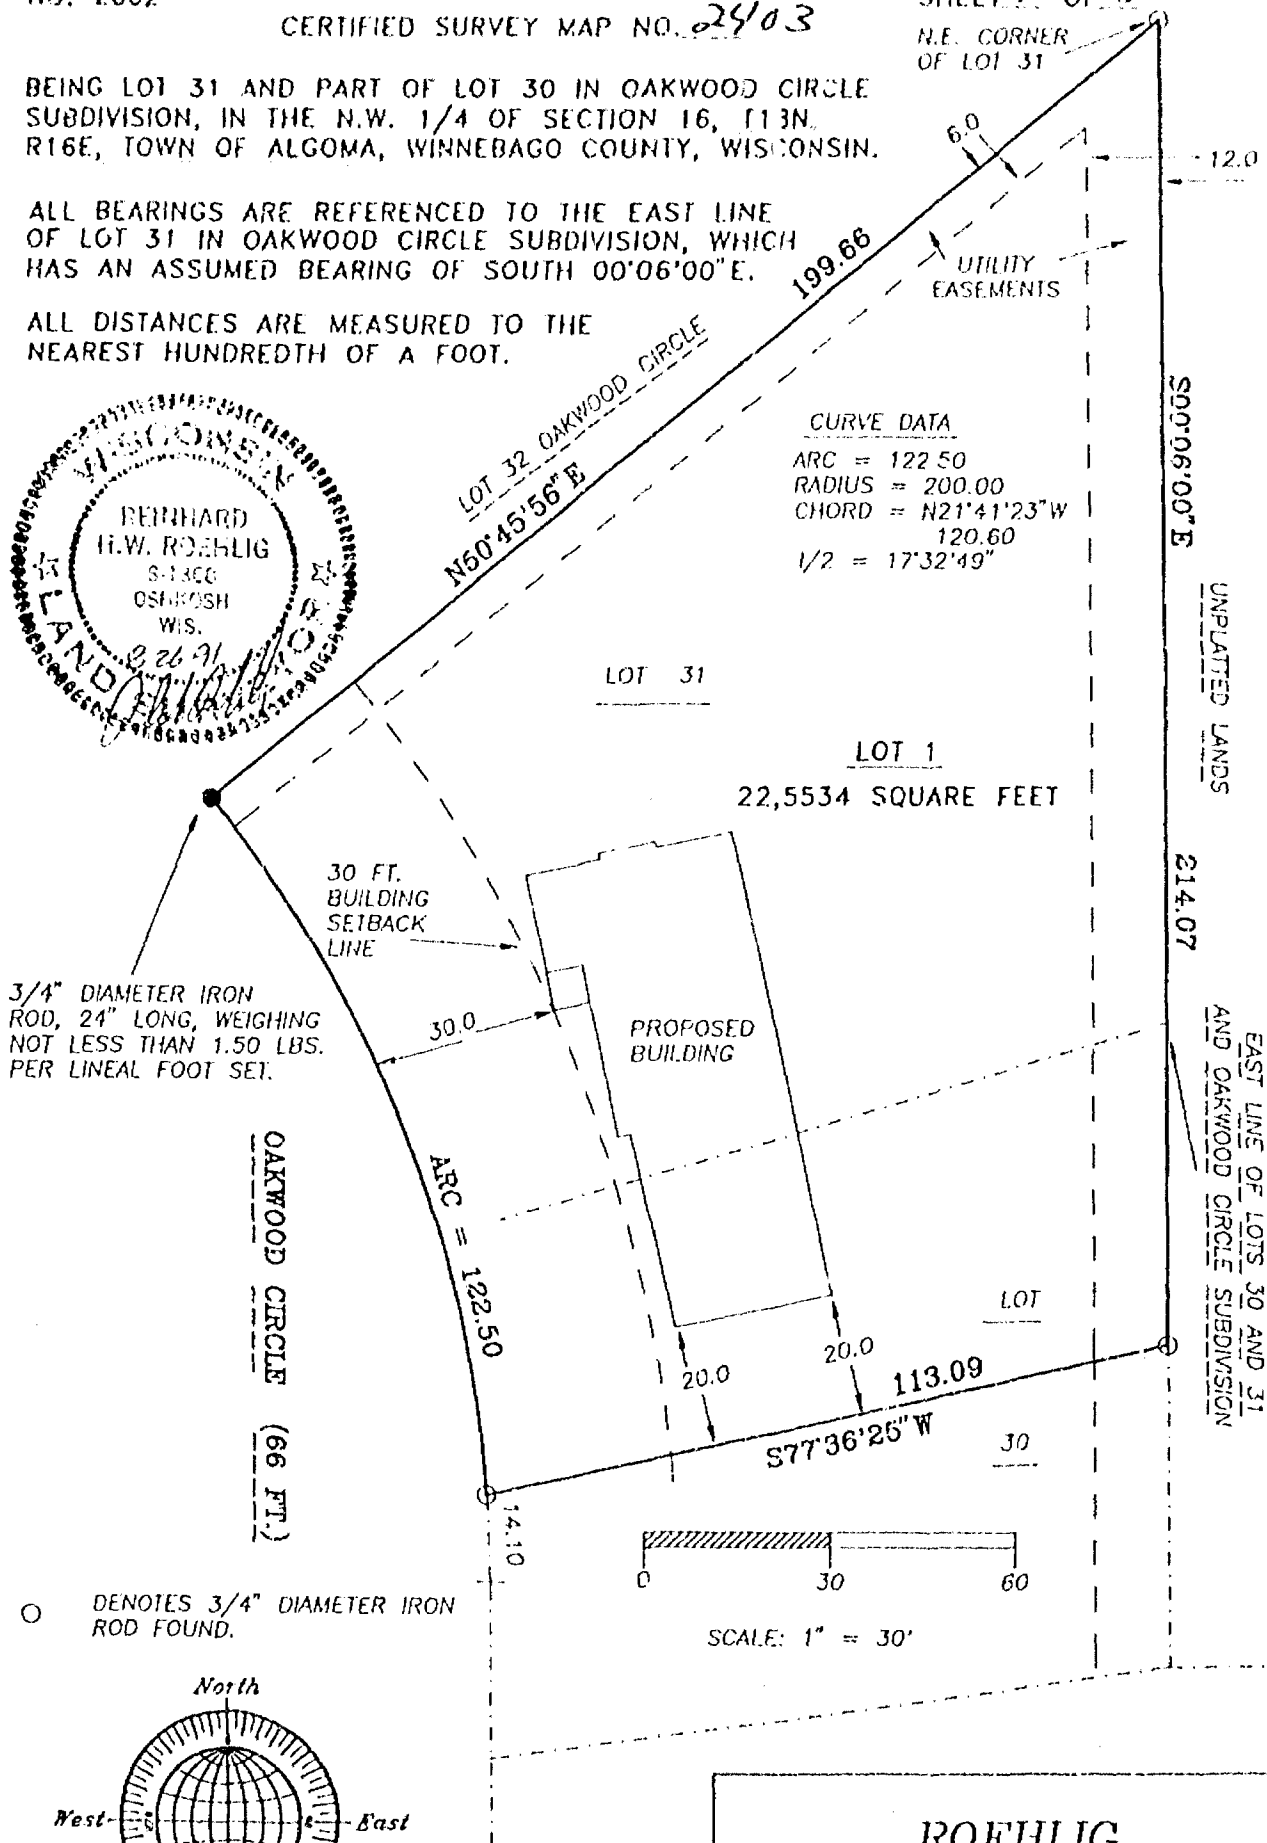 CERTIFIED SURVEY MAP NO. 2403
N.E. CORNER
OF LOT 31
BEING LOT 31 AND PART OF LOT 30 IN OAKWOOD CIRCLE
SUBDIVISION, IN THE N.W. 1/4 OF SECTION 16,
R16E, TOWN OF ALGOMA, WINNEBAGO COUNTY, WISCONSIN.
6.0
12.0
ALL BEARINGS ARE REFERENCED TO THE EAST LINE
OF LOT 31 IN OAKWOOD CIRCLE SUBDIVISION, WHICH
HAS AN ASSUMED BEARING OF SOUTH 00°06'00"E.
199.66
UTILITY
EASEMENTS
ALL DISTANCES ARE MEASURED TO THE
NEAREST HUNDREDTH OF A FOOT.
LOT 32 OAKWOOD CIRCLE
N50°45'56"E
S00°06'00"E
CURVE DATA
ARC = 122.50
RADIUS = 200.00
CHORD = N21°41'23"W
120.60
1/2 = 17°32'49"
WISCONSIN
REINHARD
H.W. ROEHLIG
OSHKOSH
WIS.
8 26 91
LAND
UNPLATTED LANDS
LOT 31
LOT 1
22,5534 SQUARE FEET
214.07
30 FT.
BUILDING
SETBACK
LINE
3/4" DIAMETER IRON
ROD, 24" LONG, WEIGHING
NOT LESS THAN 1.50 LBS.
PER LINEAL FOOT SET.
30.0
PROPOSED
BUILDING
EAST LINE OF LOTS 30 AND 31
AND OAKWOOD CIRCLE SUBDIVISION
OAKWOOD CIRCLE (66 FT.)
ARC = 122.50
LOT
20.0
20.0
113.09
S77°36'25"W
30
14.10
0 30 60
SCALE: 1" = 30'
O DENOTES 3/4" DIAMETER IRON
ROD FOUND.
North
West
East
ROEHLIG